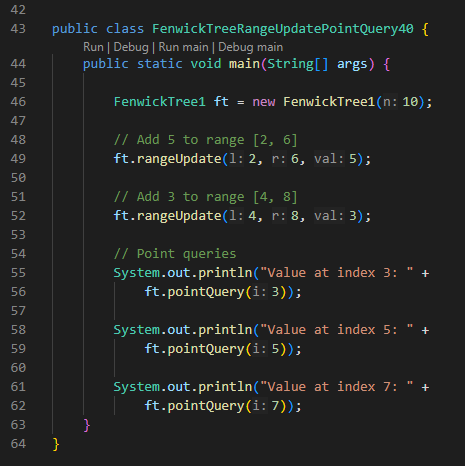 42
43 public class FenwickTreeRangeUpdatePointQuery40 {
Run | Debug | Run main | Debug main
44 public static void main(String[] args) {
45
46 FenwickTree1 ft = new FenwickTree1(n:10);
47
48 // Add 5 to range [2, 6]
49 ft.rangeUpdate(l:2, r:6, val:5);
50
51 // Add 3 to range [4, 8]
52 ft.rangeUpdate(l:4, r:8, val:3);
53
54 // Point queries
55 System.out.println("Value at index 3: " +
56 ft.pointQuery(i:3));
57
58 System.out.println("Value at index 5: " +
59 ft.pointQuery(i:5));
60
61 System.out.println("Value at index 7: " +
62 ft.pointQuery(i:7));
63 }
64 }